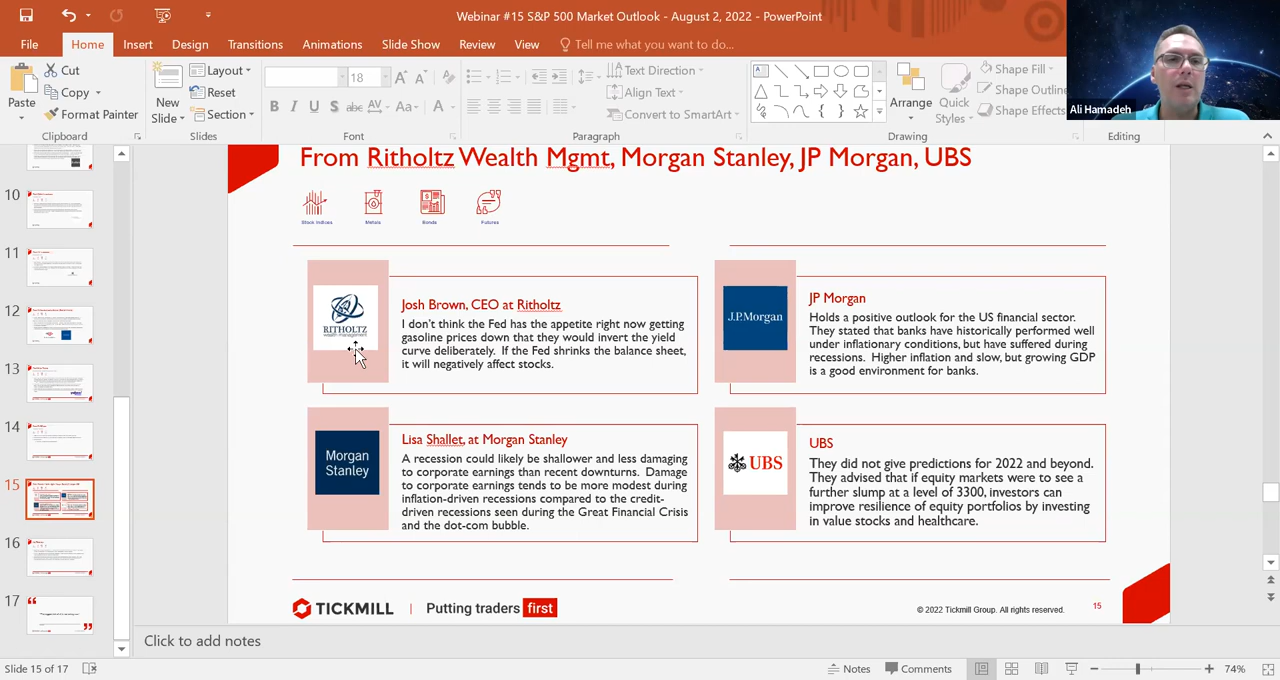 Webinar #15 S&P 500 Market Outlook - August 2, 2022 - PowerPoint
File Home Insert Design Transitions Animations Slide Show Review View Tell me what you want to do...
Ali Hamadeh
Paste
Cut
Copy
Format Painter
Clipboard
New
Slide
Layout
Reset
Section
Slides
18
B I U S abc AV Aa A
Font
Text Direction
Align Text
Convert to SmartArt
Paragraph
Arrange
Quick
Styles
Shape Fill
Shape Outline
Shape Effects
Drawing
Editing
10
11
12
13
14
15
16
17
From Ritholtz Wealth Mgmt, Morgan Stanley, JP Morgan, UBS
Stock Indices Metals Bonds Futures
RITHOLTZ
wealth management
Josh Brown, CEO at Ritholtz
I don't think the Fed has the appetite right now getting
gasoline prices down that they would invert the yield
curve deliberately. If the Fed shrinks the balance sheet,
it will negatively affect stocks.
J.P.Morgan
JP Morgan
Holds a positive outlook for the US financial sector.
They stated that banks have historically performed well
under inflationary conditions, but have suffered during
recessions. Higher inflation and slow, but growing GDP
is a good environment for banks.
Morgan
Stanley
Lisa Shallet, at Morgan Stanley
A recession could likely be shallower and less damaging
to corporate earnings than recent downturns. Damage
to corporate earnings tends to be more modest during
inflation-driven recessions compared to the credit-
driven recessions seen during the Great Financial Crisis
and the dot-com bubble.
UBS
UBS
They did not give predictions for 2022 and beyond.
They advised that if equity markets were to see a
further slump at a level of 3300, investors can
improve resilience of equity portfolios by investing
in value stocks and healthcare.
TICKMILL | Putting traders first
© 2022 Tickmill Group. All rights reserved. 15
Click to add notes
Slide 15 of 17
Notes Comments 74%